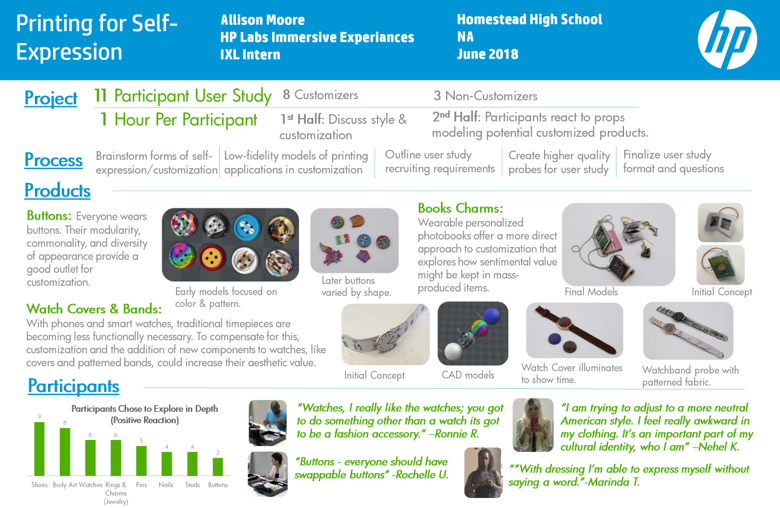 Printing for Self-
Expression
Allison Moore
HP Labs Immersive Experiances
IXL Intern
Homestead High School
NA
June 2018
hp
Project
11 Participant User Study
8 Customizers
3 Non-Customizers
1 Hour Per Participant
1st Half: Discuss style &
customization
2nd Half: Participants react to props
modeling potential customized products.
Process
Brainstorm forms of self-
expression/customization
Low-fidelity models of printing
applications in customization
Outline user study
recruiting requirements
Create higher quality
probes for user study
Finalize user study
format and questions
Products
Buttons: Everyone wears
buttons. Their modularity,
commonality, and diversity
of appearance provide a
good outlet for
customization.
Early models focused on
color & pattern.
Later buttons
varied by shape.
Books Charms:
Wearable personalized
photobooks offer a more direct
approach to customization that
explores how sentimental value
might be kept in mass-
produced items.
Final Models
Initial Concept
Watch Covers & Bands:
With phones and smart watches, traditional timepieces are
becoming less functionally necessary. To compensate for this,
customization and the addition of new components to watches, like
covers and patterned bands, could increase their aesthetic value.
Initial Concept
CAD models
Watch Cover illuminates
to show time.
Watchband probe with
patterned fabric.
Participants
Participants Chose to Explore in Depth
(Positive Reaction)
9
8
6
6
5
4
4
3
Shoes
Body Art
Watches
Rings &
Charms
(Jewelry)
Pins
Nails
Studs
Buttons
"Watches, I really like the watches; you got
to do something other than a watch its got
to be a fashion accessory." –Ronnie R.
"Buttons - everyone should have
swappable buttons" -Rochelle U.
"I am trying to adjust to a more neutral
American style. I feel really awkward in
my clothing. It's an important part of my
cultural identity, who I am" –Nehel K.
""With dressing I'm able to express myself without
saying a word."-Marinda T.